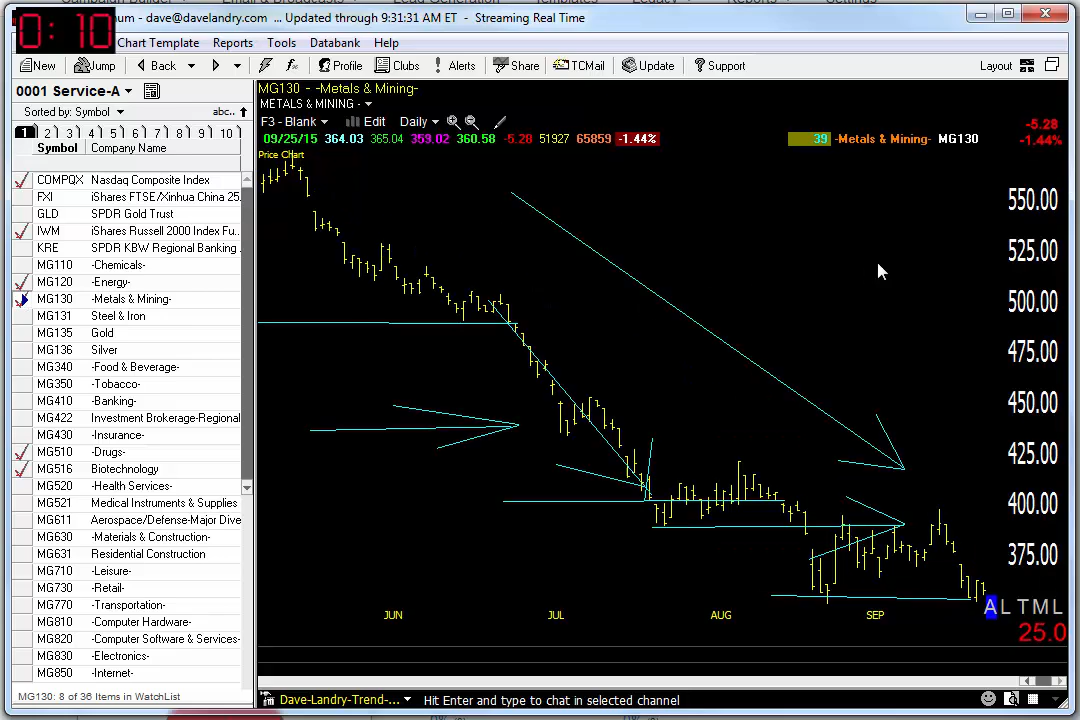 num - dave@davelandry.com ... Updated through 9:31:31 AM ET - Streaming Real Time
0:10
Chart Template Reports Tools Databank Help
New Jump Back Profile Clubs Alerts Share TCMail Update Support Layout
0001 Service-A
Sorted by: Symbol abc..
1 2 3 4 5 6 7 8 9 10
Symbol Company Name
COMPQX Nasdaq Composite Index
FXI iShares FTSE/Xinhua China 25.
GLD SPDR Gold Trust
IWM iShares Russell 2000 Index Fu..
KRE SPDR KBW Regional Banking
MG110 -Chemicals-
MG120 -Energy-
MG130 -Metals & Mining-
MG131 Steel & Iron
MG135 Gold
MG136 Silver
MG340 -Food & Beverage-
MG350 -Tobacco-
MG410 -Banking-
MG422 Investment Brokerage-Regional
MG430 -Insurance-
MG510 -Drugs-
MG516 Biotechnology
MG520 -Health Services-
MG521 Medical Instruments & Supplies
MG611 Aerospace/Defense-Major Dive
MG630 -Materials & Construction-
MG631 Residential Construction
MG710 -Leisure-
MG730 -Retail-
MG770 -Transportation-
MG810 -Computer Hardware-
MG820 -Computer Software & Services-
MG830 -Electronics-
MG850 -Internet-
MG130: 8 of 36 Items in WatchList
MG130 - -Metals & Mining-
METALS & MINING -
F3 - Blank Edit Daily
09/25/15 364.03 365.04 359.02 360.58 -5.28 51927 65859 -1.44%
39 -Metals & Mining- MG130
-5.28
-1.44%
Price Chart
550.00
525.00
500.00
475.00
450.00
425.00
400.00
375.00
JUN JUL AUG SEP
A L T M L
25.0
Dave-Landry-Trend-... Hit Enter and type to chat in selected channel